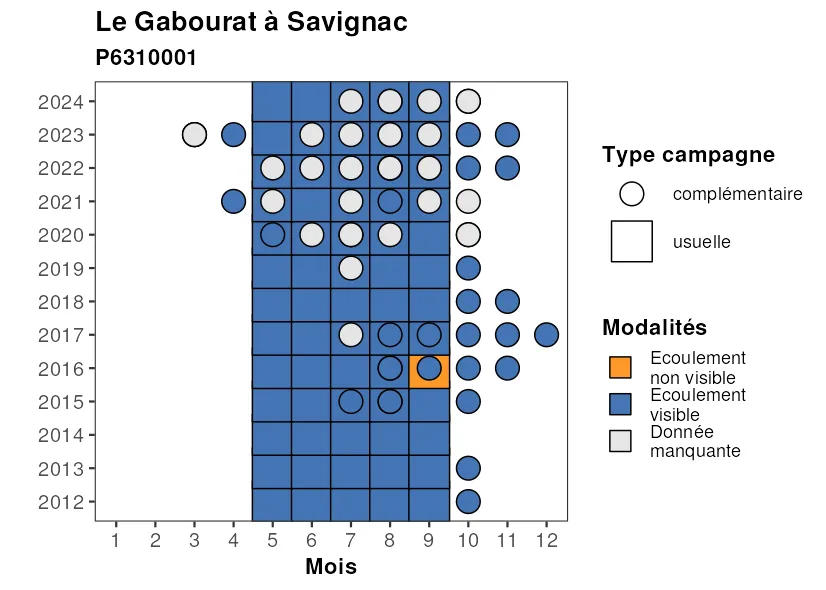 Le Gabourat à Savignac
P6310001
2024
2023
2022
2021
2020
2019
2018
2017
2016
2015
2014
2013
2012
1 2 3 4 5 6 7 8 9 10 11 12
Mois
Type campagne
complémentaire
usuelle
Modalités
Ecoulement
non visible
Ecoulement
visible
Donnée
manquante